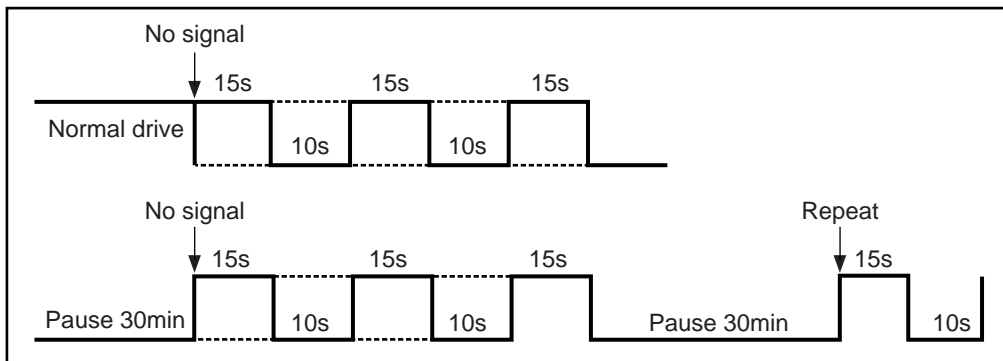 No signal
15s 15s 15s
Normal drive
10s 10s
No signal Repeat
15s 15s 15s 15s
Pause 30min 10s 10s Pause 30min 10s